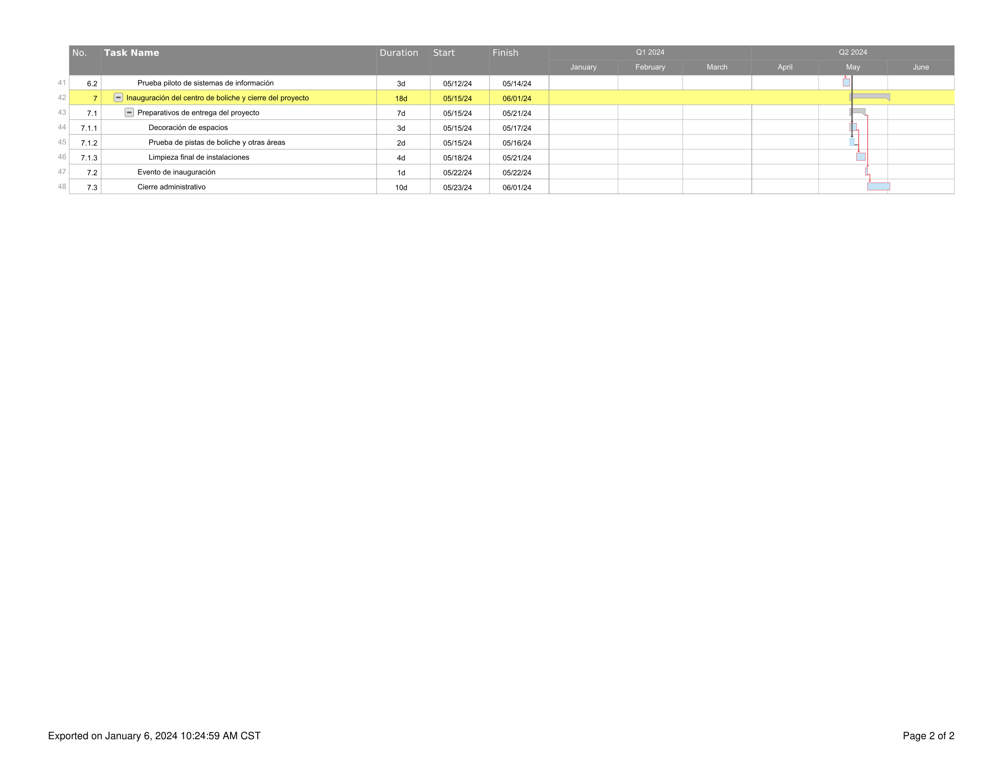 No. Task Name Duration Start Finish Q1 2024 Q2 2024
January February March April May June
41 6.2 Prueba piloto de sistemas de información 3d 05/12/24 05/14/24
42 7 Inauguración del centro de boliche y cierre del proyecto 18d 05/15/24 06/01/24
43 7.1 Preparativos de entrega del proyecto 7d 05/15/24 05/21/24
44 7.1.1 Decoración de espacios 3d 05/15/24 05/17/24
45 7.1.2 Prueba de pistas de boliche y otras áreas 2d 05/15/24 05/16/24
46 7.1.3 Limpieza final de instalaciones 4d 05/18/24 05/21/24
47 7.2 Evento de inauguración 1d 05/22/24 05/22/24
48 7.3 Cierre administrativo 10d 05/23/24 06/01/24
Exported on January 6, 2024 10:24:59 AM CST Page 2 of 2